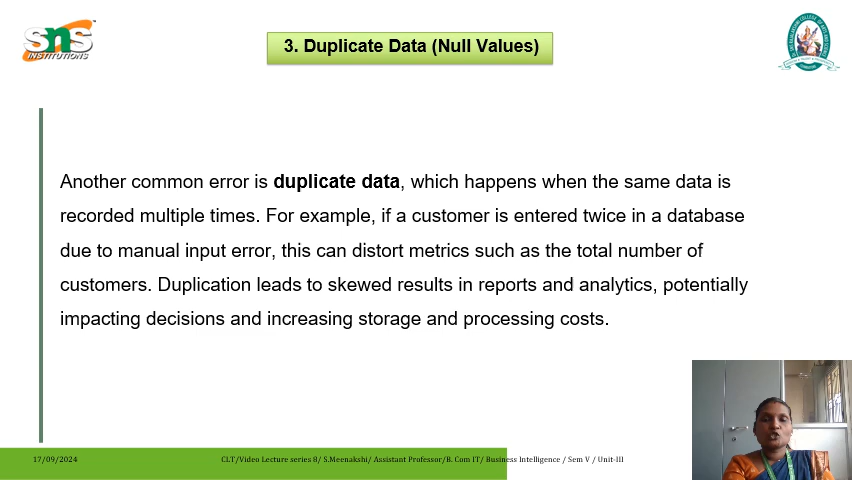 SNS
INSTITUTIONS
3. Duplicate Data (Null Values)
Another common error is duplicate data, which happens when the same data is
recorded multiple times. For example, if a customer is entered twice in a database
due to manual input error, this can distort metrics such as the total number of
customers. Duplication leads to skewed results in reports and analytics, potentially
impacting decisions and increasing storage and processing costs.
17/09/2024
CLT/Video Lecture series 8/ S.Meenakshi/ Assistant Professor/B. Com IT/ Business Intelligence / Sem V / Unit-III